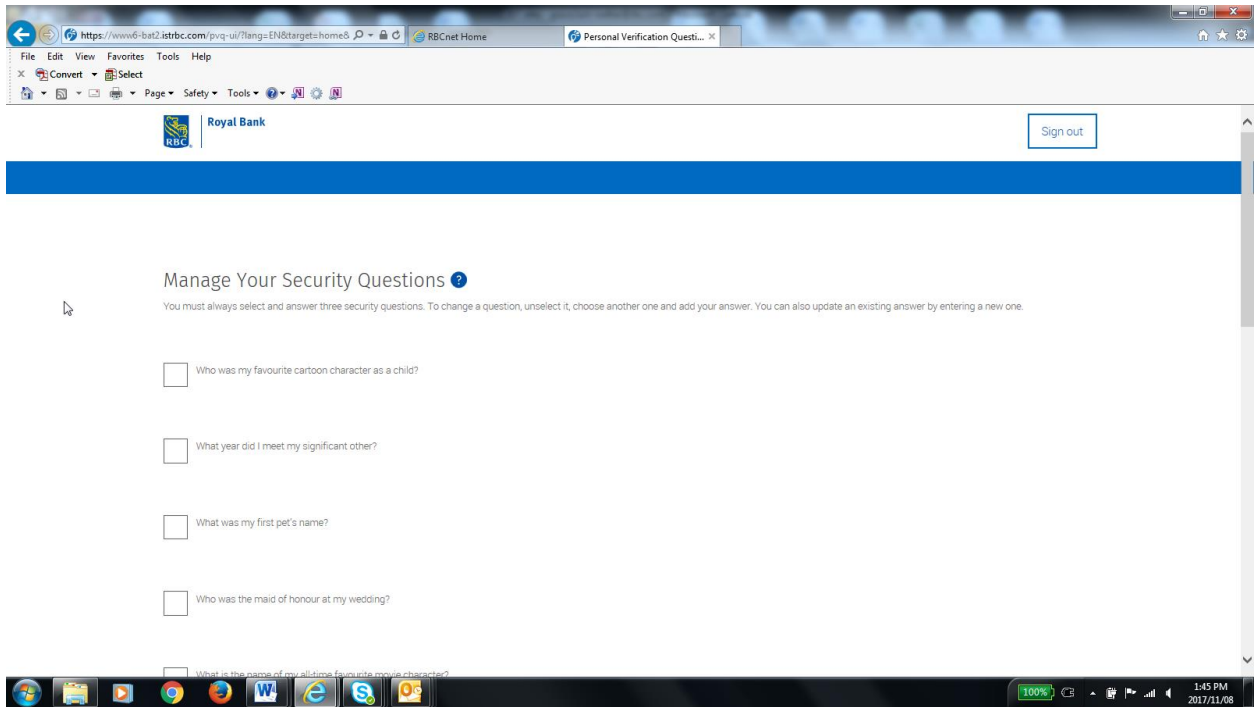 https://www6-bat2.istrbc.com/pvq-ui/?lang=EN&target=home&
RBCnet Home
Personal Verification Questi...
File Edit View Favorites Tools Help
Convert Select
Page Safety Tools
RBC
Royal Bank
Sign out
Manage Your Security Questions ?
You must always select and answer three security questions. To change a question, unselect it, choose another one and add your answer. You can also update an existing answer by entering a new one.
Who was my favourite cartoon character as a child?
What year did I meet my significant other?
What was my first pet's name?
Who was the maid of honour at my wedding?
What is the name of my all-time favourite movie character?
100%
1:45 PM
2017/11/08